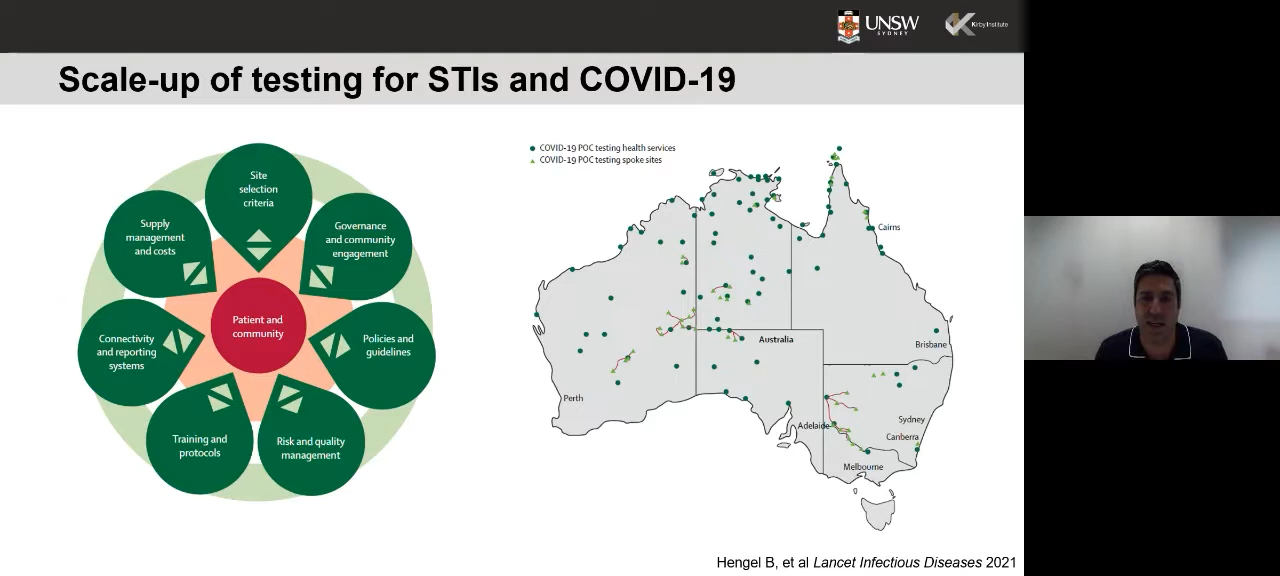 UNSW
SYDNEY
Kirby Institute
Scale-up of testing for STIs and COVID-19
Site
selection
criteria
Governance
and community
engagement
Policies and
guidelines
Risk and quality
management
Training and
protocols
Connectivity
and reporting
systems
Supply
management
and costs
Patient and
community
COVID-19 POC testing health services
COVID-19 POC testing spoke sites
Cairns
Australia
Brisbane
Perth
Sydney
Adelaide
Canberra
Melbourne
Hengel B, et al Lancet Infectious Diseases 2021